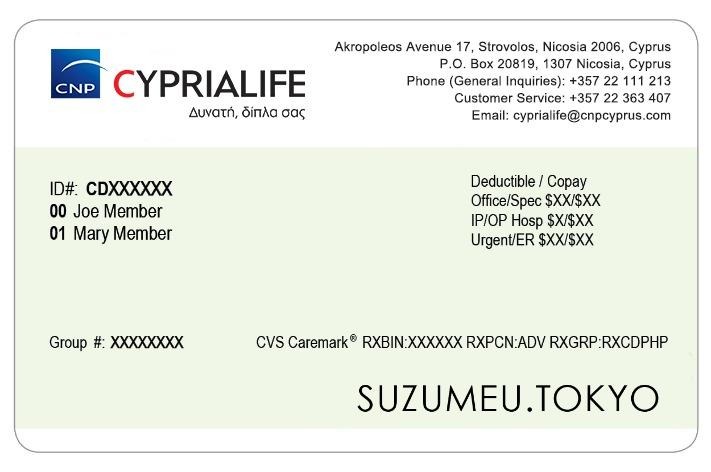 CNP CYPRIALIFE
Δυνατή, δίπλα σας
Akropoleos Avenue 17, Strovolos, Nicosia 2006, Cyprus
P.O. Box 20819, 1307 Nicosia, Cyprus
Phone (General Inquiries): +357 22 111 213
Customer Service: +357 22 363 407
Email: cyprialife@cnpcyprus.com
ID#: CDXXXXXX
00 Joe Member
01 Mary Member
Deductible / Copay
Office/Spec $XX/$XX
IP/OP Hosp $X/$XX
Urgent/ER $XX/$XX
Group #: XXXXXXXX
CVS Caremark® RXBIN:XXXXXX RXPCN:ADV RXGRP:RXCDPHP
SUZUMEU.TOKYO